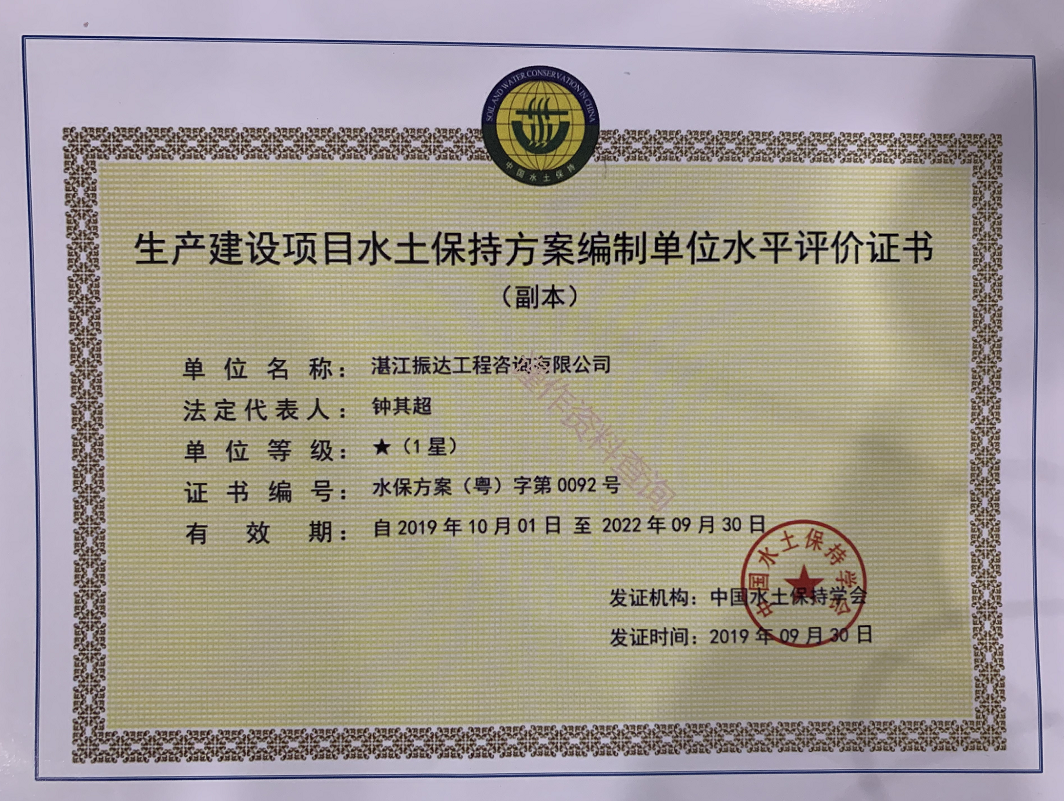 SOIL AND WATER CONSERVATION IN CHINA
中国水土保持
生产建设项目水土保持方案编制单位水平评价证书
（副本）
单位名称：湛江振达工程咨询有限公司
法定代表人：钟其超
单位等级：★（1星）
证书编号：水保方案（粤）字第0092号
有效期：自2019年10月01日 至 2022年09月30日
作资料查询
中国水土保持学会
发证机构：中国水土保持学会
发证时间：2019年09月30日